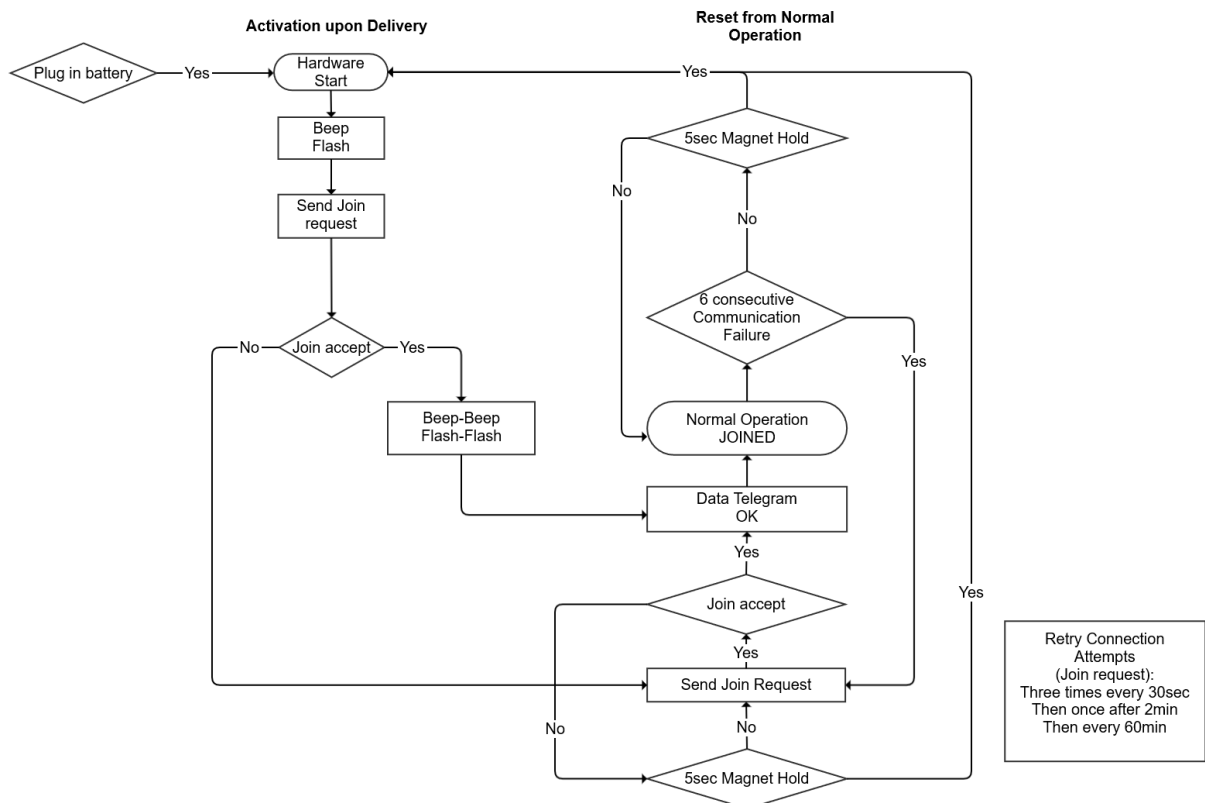 Activation upon Delivery
Reset from Normal
Operation
Plug in battery
Yes
Hardware
Start
Yes
Beep
Flash
5sec Magnet Hold
No
Send Join
request
No
6 consecutive
Communication
Failure
No
Join accept
Yes
Yes
Beep-Beep
Flash-Flash
Normal Operation
JOINED
Data Telegram
OK
Yes
Join accept
Yes
Yes
Send Join Request
No
No
5sec Magnet Hold
Retry Connection
Attempts
(Join request):
Three times every 30sec
Then once after 2min
Then every 60min